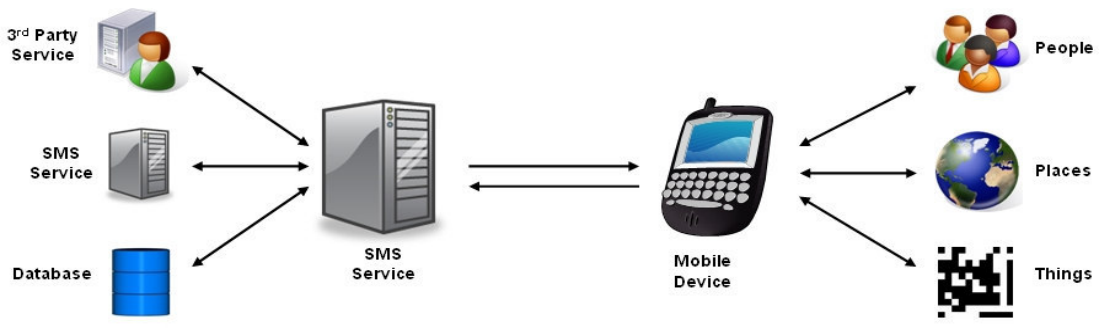 3rd Party
Service
SMS
Service
Database
SMS
Service
Mobile
Device
People
Places
Things